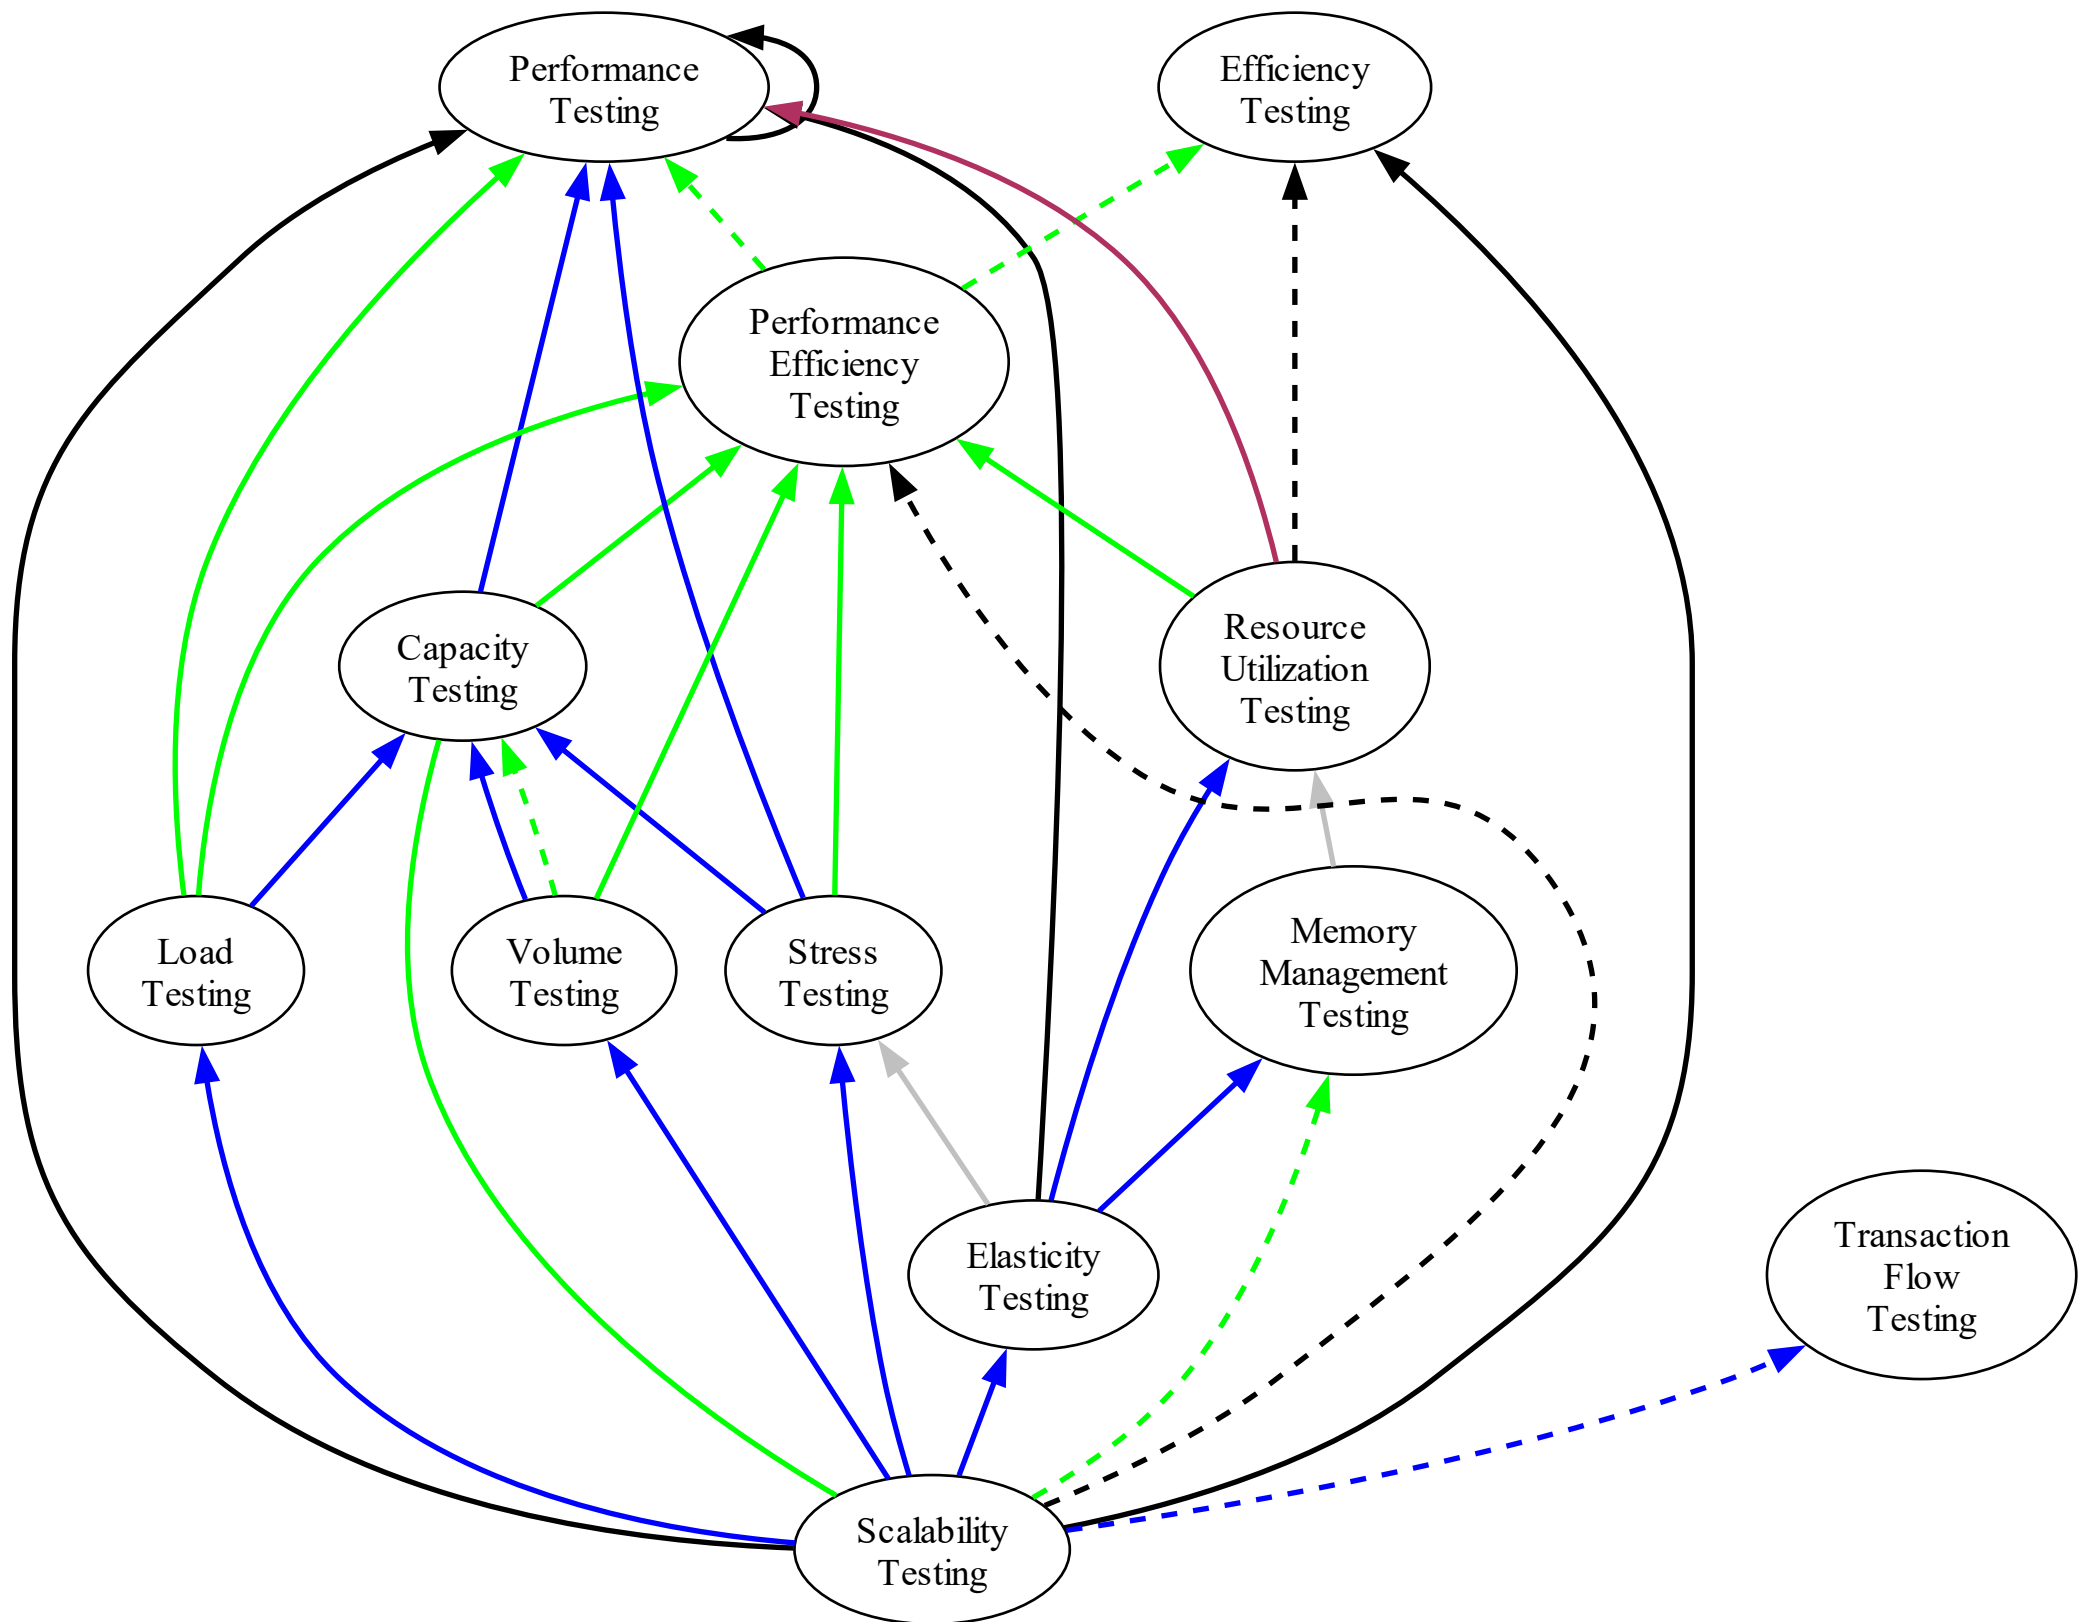 Performance
Testing
Efficiency
Testing
Performance
Efficiency
Testing
Capacity
Testing
Resource
Utilization
Testing
Load
Testing
Volume
Testing
Stress
Testing
Memory
Management
Testing
Elasticity
Testing
Transaction
Flow
Testing
Scalability
Testing